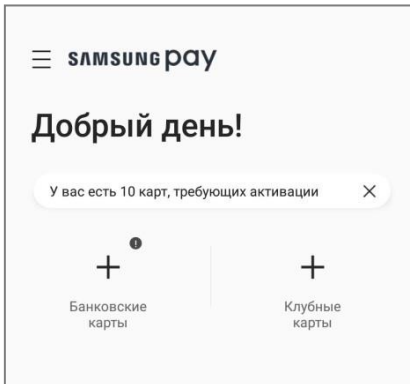 SAMSUNG pay
Добрый день!
У вас есть 10 карт, требующих активации
Банковские
карты
Клубные
карты